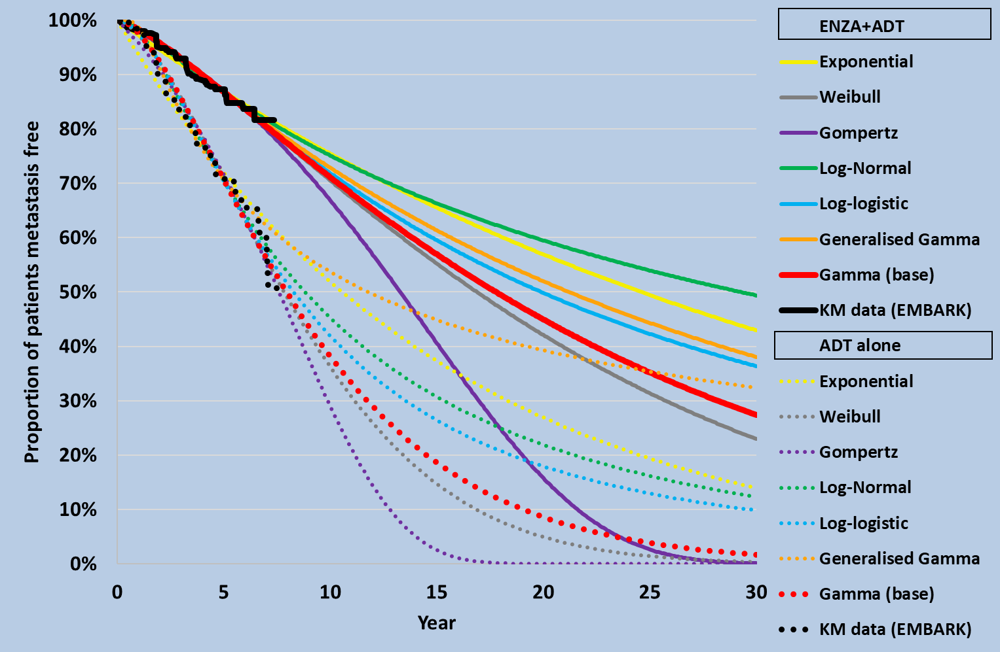 Proportion of patients metastasis free
100%
90%
80%
70%
60%
50%
40%
30%
20%
10%
0%
0 5 10 15 20 25 30
Year
ENZA+ADT
Exponential
Weibull
Gompertz
Log-Normal
Log-logistic
Generalised Gamma
Gamma (base)
KM data (EMBARK)
ADT alone
Exponential
Weibull
Gompertz
Log-Normal
Log-logistic
Generalised Gamma
Gamma (base)
KM data (EMBARK)